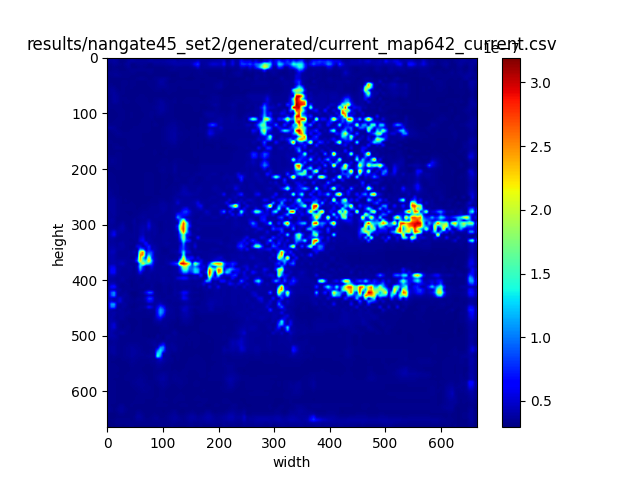 results/nangate45_set2/generated/current_map642_current.csv
1e−7
0
100
200
300
400
500
600
height
0 100 200 300 400 500 600
width
3.0
2.5
2.0
1.5
1.0
0.5